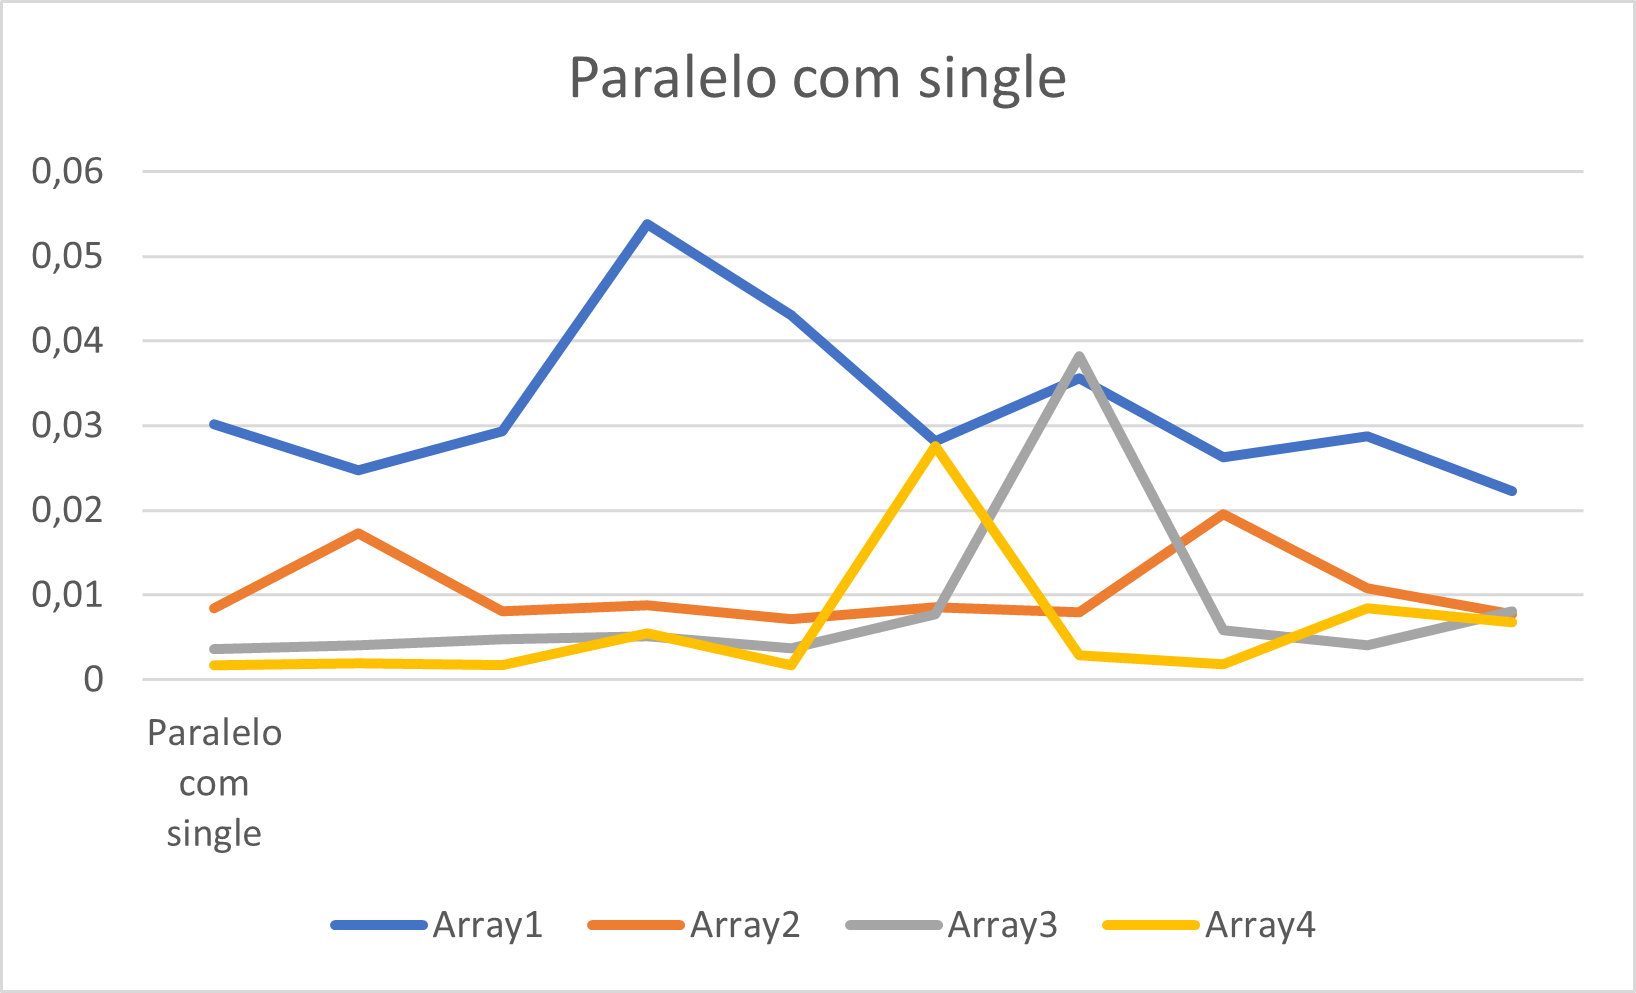 Paralelo com single
0,06
0,05
0,04
0,03
0,02
0,01
0
Paralelo
com
single
Array1 Array2 Array3 Array4